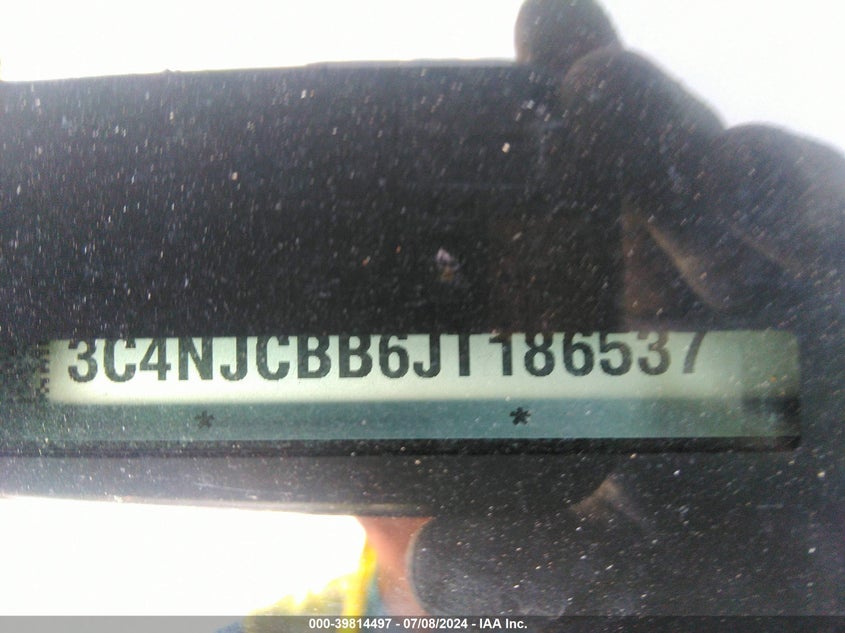 3C4NJCBB6JT186537
* *
000-39814497 - 07/08/2024 - IAA Inc.